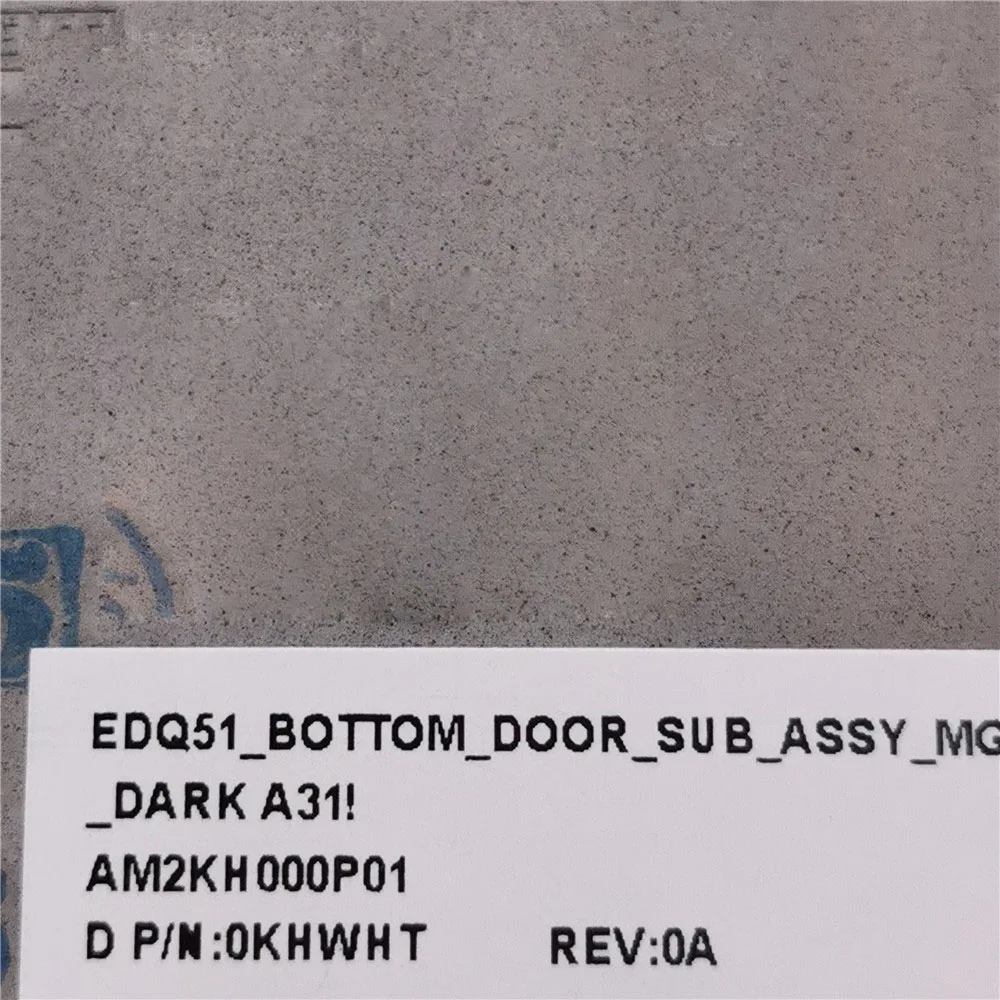 EDQ51_BOTTOM_DOOR_SUB_ASSY_MG
_DARK A31!
AM2KH000P01
D P/N:0KHWHT REV:0A